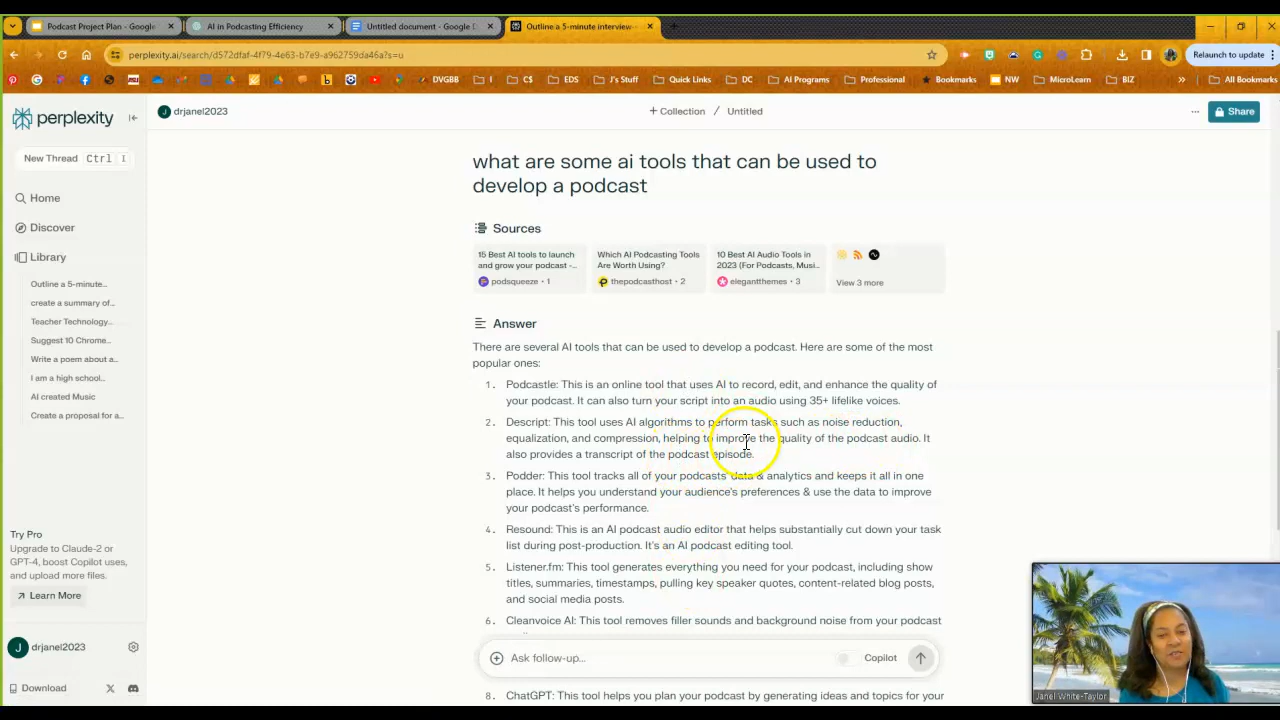 Podcast Project Plan - Google
AI in Podcasting Efficiency
Untitled document - Google D
Outline a 5-minute interview
perplexity.ai/search/d572dfaf-4f79-4e63-b7e9-a962759da46a?s=u
Relaunch to update
DVGBB
I
C$
EDS
J's Stuff
Quick Links
DC
AI Programs
Professional
Bookmarks
NW
MicroLearn
BIZ
All Bookmarks
perplexity
drjanel2023
+ Collection / Untitled
Share
New Thread Ctrl I
Home
Discover
Library
Outline a 5-minute...
create a summary of...
Teacher Technology...
Suggest 10 Chrome...
Write a poem about a...
I am a high school...
AI created Music
Create a proposal for a...
Try Pro
Upgrade to Claude-2 or
GPT-4, boost Copilot uses,
and upload more files.
Learn More
drjanel2023
Download
what are some ai tools that can be used to
develop a podcast
Sources
15 Best AI tools to launch
and grow your podcast -...
podsqueeze • 1
Which AI Podcasting Tools
Are Worth Using?
thepodcasthost • 2
10 Best AI Audio Tools in
2023 (For Podcasts, Musi...
elegantthemes • 3
View 3 more
Answer
There are several AI tools that can be used to develop a podcast. Here are some of the most
popular ones:
1. Podcastle: This is an online tool that uses AI to record, edit, and enhance the quality of
your podcast. It can also turn your script into an audio using 35+ lifelike voices.
2. Descript: This tool uses AI algorithms to perform tasks such as noise reduction,
equalization, and compression, helping to improve the quality of the podcast audio. It
also provides a transcript of the podcast episode.
3. Podder: This tool tracks all of your podcasts' data & analytics and keeps it all in one
place. It helps you understand your audience's preferences & use the data to improve
your podcast's performance.
4. Resound: This is an AI podcast audio editor that helps substantially cut down your task
list during post-production. It's an AI podcast editing tool.
5. Listener.fm: This tool generates everything you need for your podcast, including show
titles, summaries, timestamps, pulling key speaker quotes, content-related blog posts,
and social media posts.
6. Cleanvoice AI: This tool removes filler sounds and background noise from your podcast
Ask follow-up...
Copilot
8. ChatGPT: This tool helps you plan your podcast by generating ideas and topics for your
Janel White-Taylor